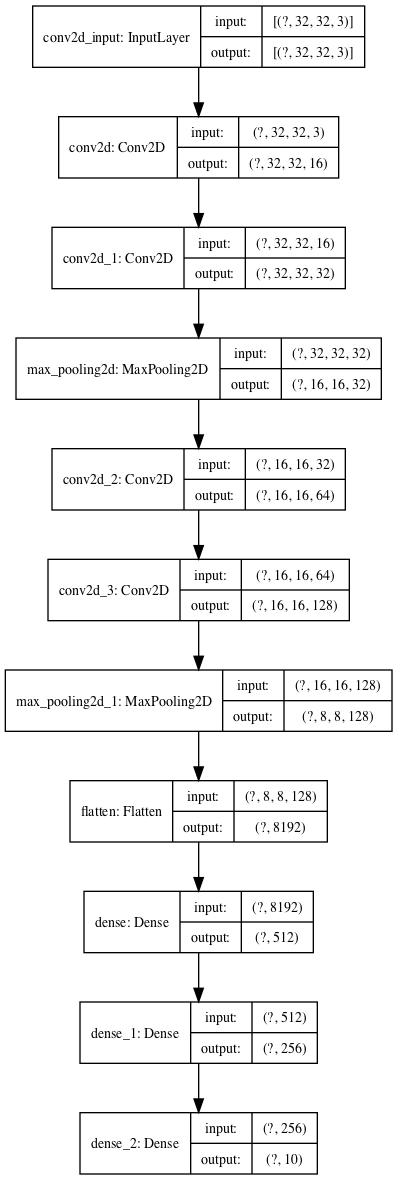 conv2d_input: InputLayer
input: [(?, 32, 32, 3)]
output: [(?, 32, 32, 3)]
conv2d: Conv2D
input: (?, 32, 32, 3)
output: (?, 32, 32, 16)
conv2d_1: Conv2D
input: (?, 32, 32, 16)
output: (?, 32, 32, 32)
max_pooling2d: MaxPooling2D
input: (?, 32, 32, 32)
output: (?, 16, 16, 32)
conv2d_2: Conv2D
input: (?, 16, 16, 32)
output: (?, 16, 16, 64)
conv2d_3: Conv2D
input: (?, 16, 16, 64)
output: (?, 16, 16, 128)
max_pooling2d_1: MaxPooling2D
input: (?, 16, 16, 128)
output: (?, 8, 8, 128)
flatten: Flatten
input: (?, 8, 8, 128)
output: (?, 8192)
dense: Dense
input: (?, 8192)
output: (?, 512)
dense_1: Dense
input: (?, 512)
output: (?, 256)
dense_2: Dense
input: (?, 256)
output: (?, 10)